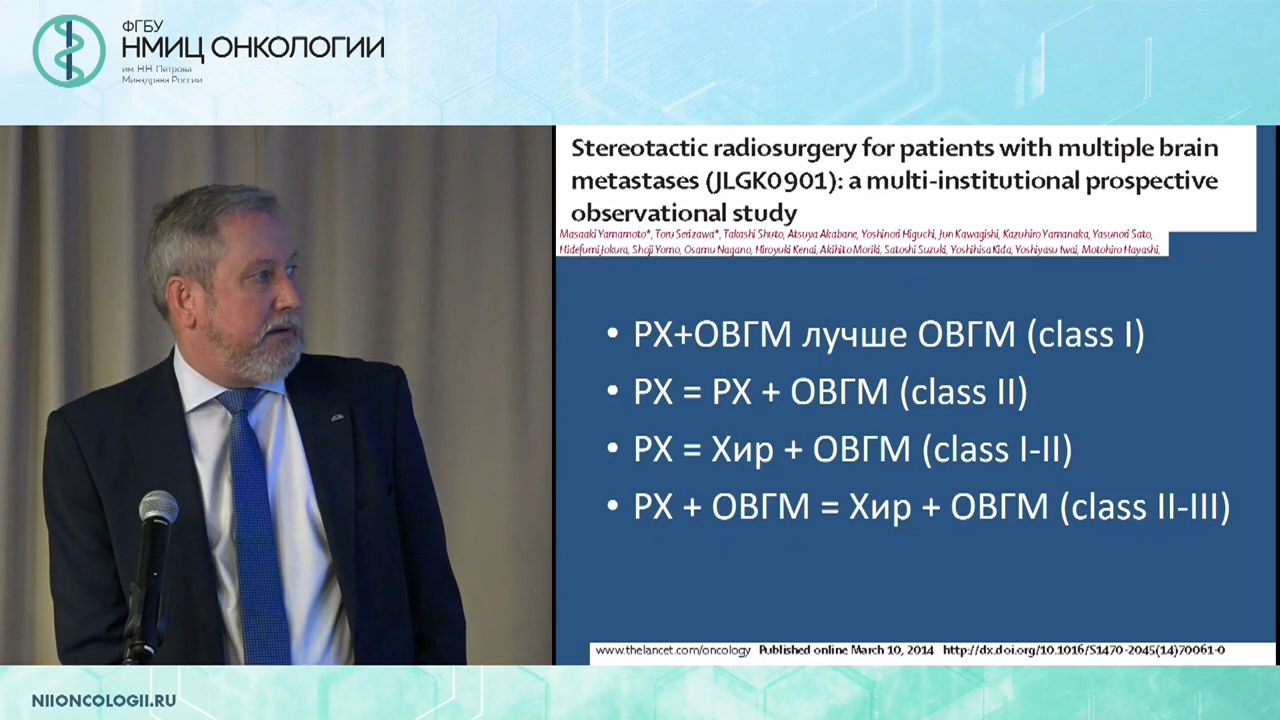 ФГБУ
НМИЦ ОНКОЛОГИИ
им. Н.Н. Петрова
Минздрава России
Stereotactic radiosurgery for patients with multiple brain
metastases (JLGK0901): a multi-institutional prospective
observational study
Masaaki Yamamoto*, Toru Serizawa*, Takashi Shuto, Atsuya Akabane, Yoshinori Higuchi, Jun Kawagishi, Kazuhiro Yamanaka, Yasunori Sato,
Hidefumi Jokura, Shoji Yomo, Osamu Nagano, Hiroyuki Kenai, Akihito Moriki, Satoshi Suzuki, Yoshihisa Kida, Yoshiyasu Iwai, Motohiro Hayashi,
• РХ+ОВГМ лучше ОВГМ (class I)
• РХ = РХ + ОВГМ (class II)
• РХ = Хир + ОВГМ (class I-II)
• РХ + ОВГМ = Хир + ОВГМ (class II-III)
www.thelancet.com/oncology Published online March 10, 2014 http://dx.doi.org/10.1016/S1470-2045(14)70061-0
NIIONCOLOGII.RU